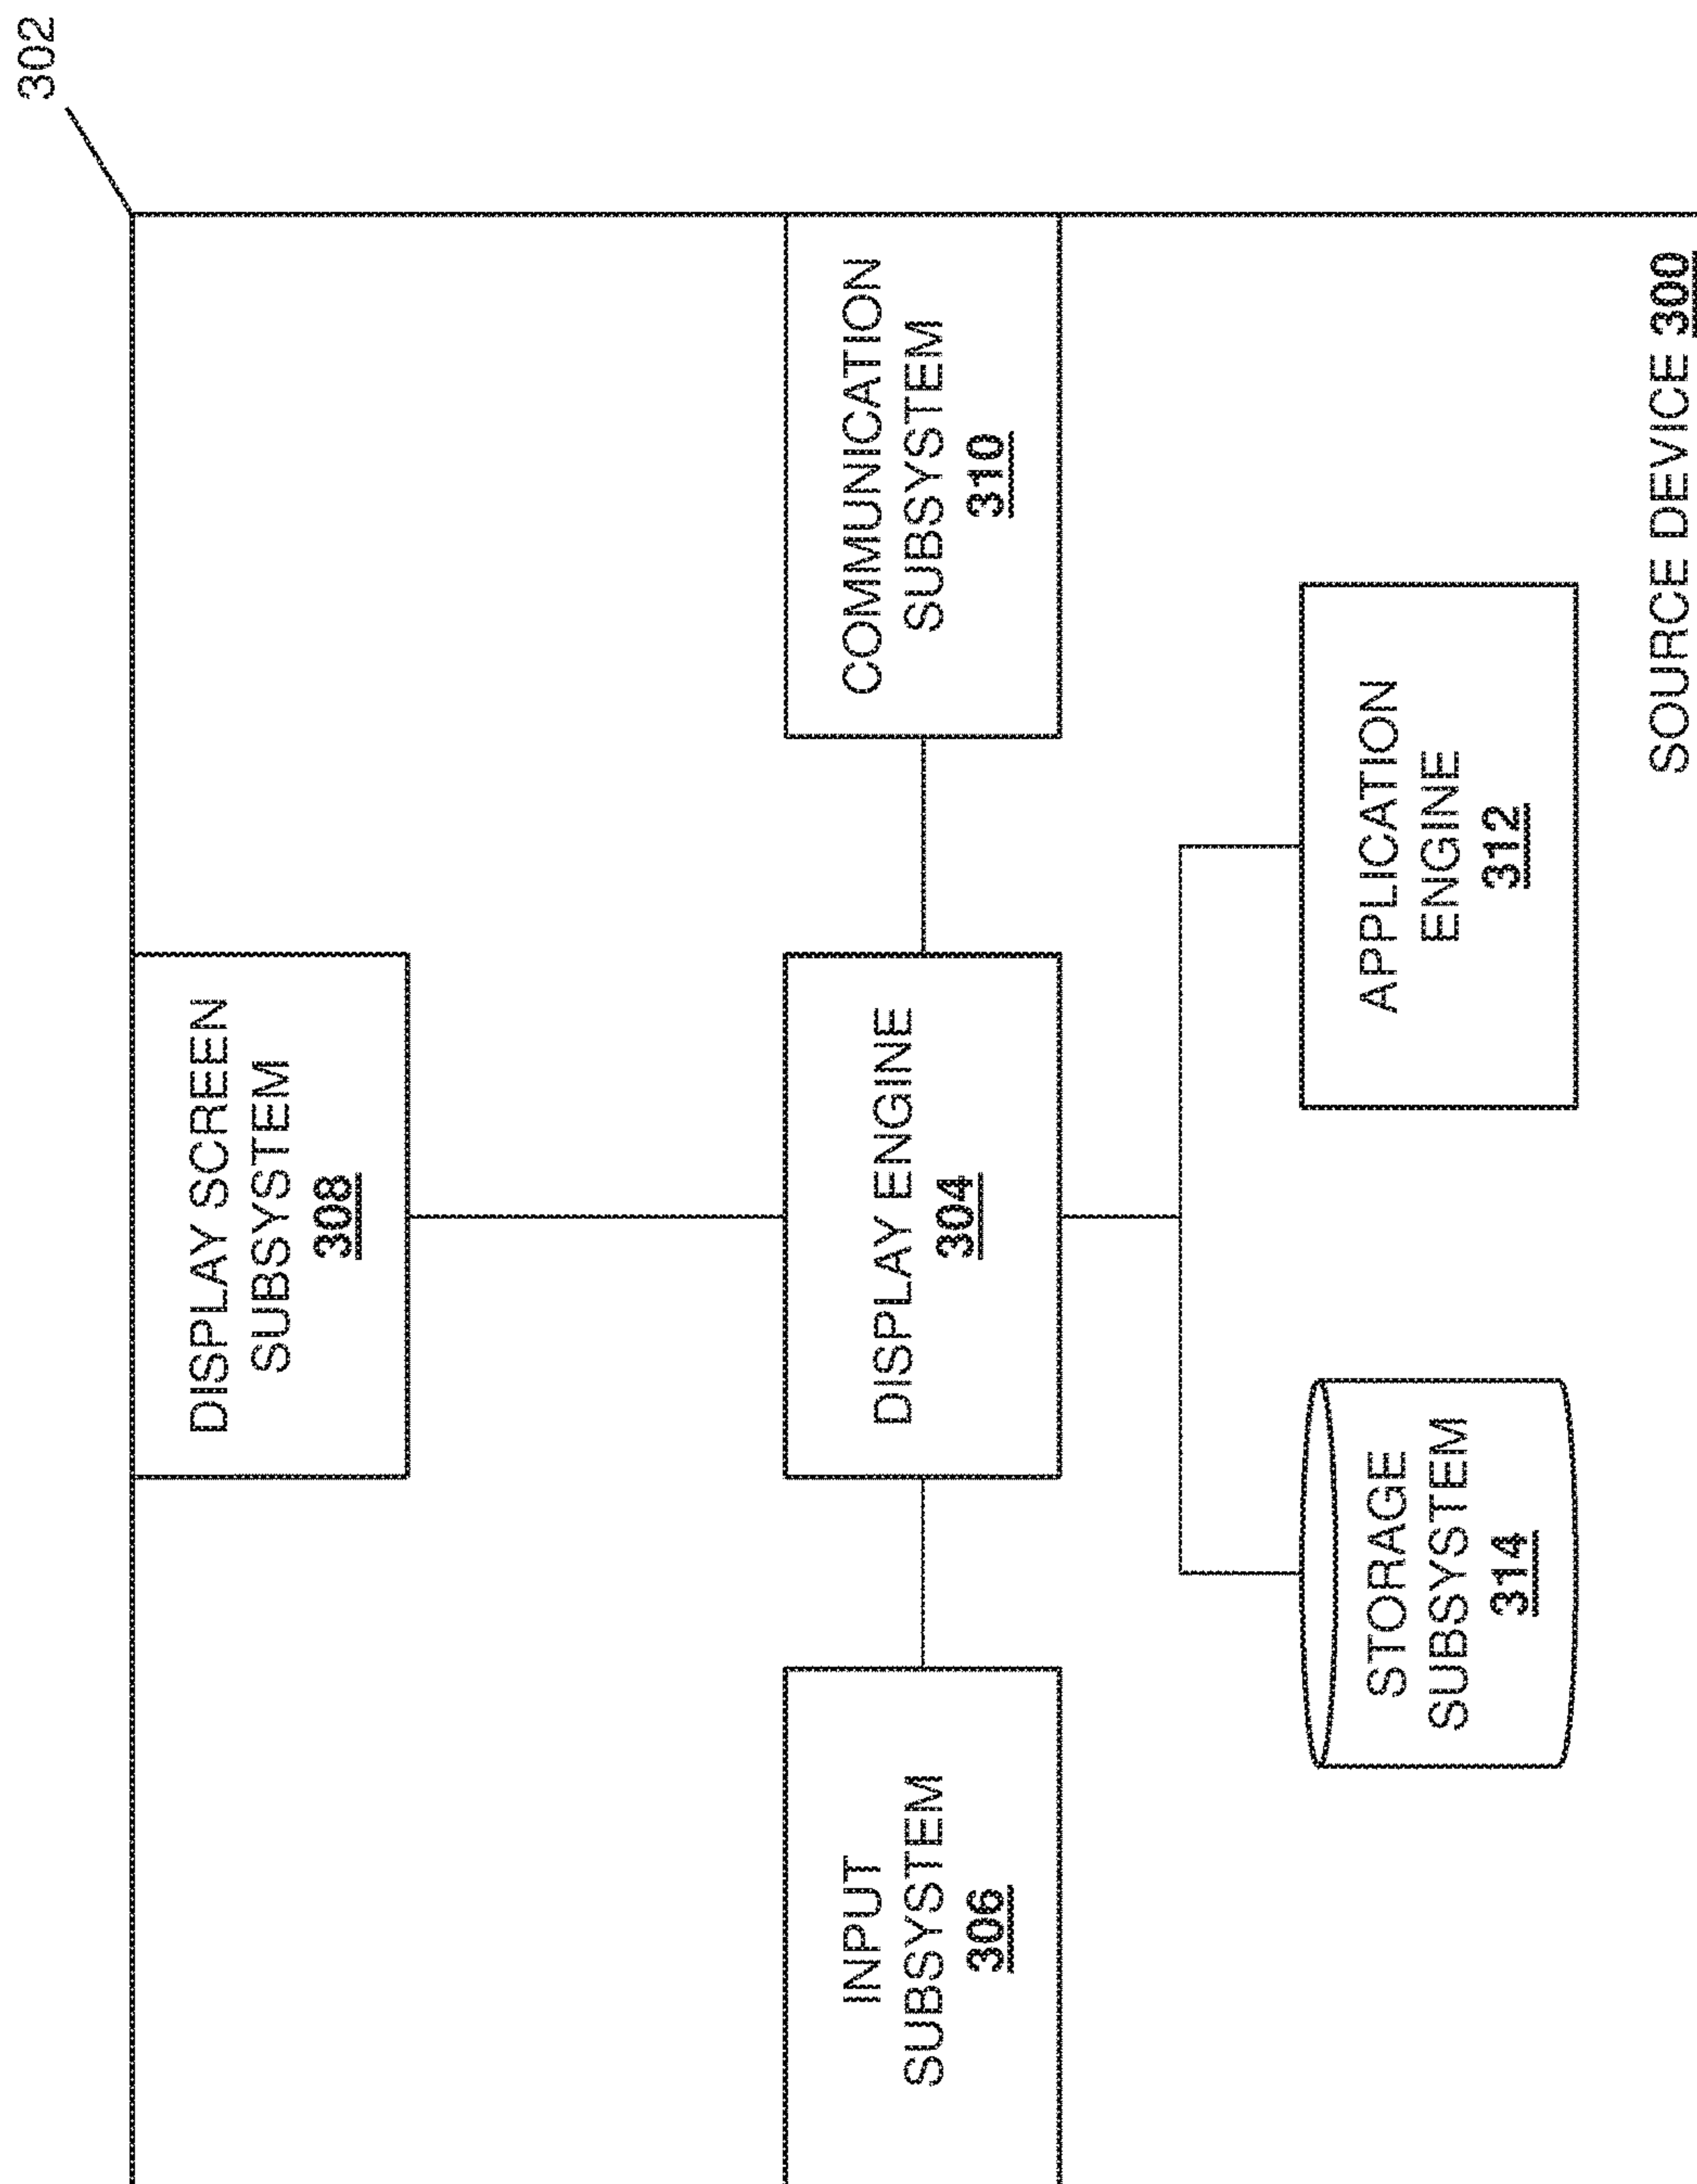 302
DISPLAY SCREEN
SUBSYSTEM
308
INPUT
SUBSYSTEM
306
DISPLAY ENGINE
304
COMMUNICATION
SUBSYSTEM
310
STORAGE
SUBSYSTEM
314
APPLICATION
ENGINE
312
SOURCE DEVICE 300